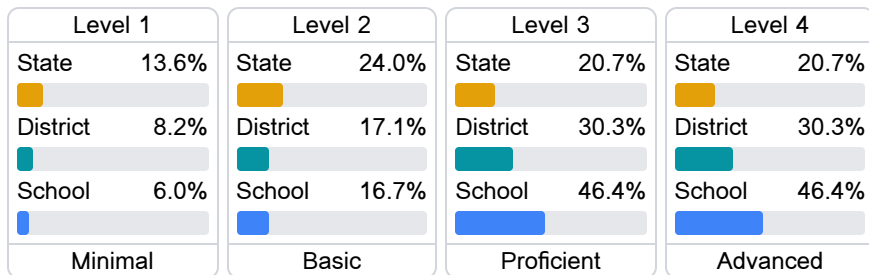 Level 1
State 13.6%
District 8.2%
School 6.0%
Minimal
Level 2
State 24.0%
District 17.1%
School 16.7%
Basic
Level 3
State 20.7%
District 30.3%
School 46.4%
Proficient
Level 4
State 20.7%
District 30.3%
School 46.4%
Advanced